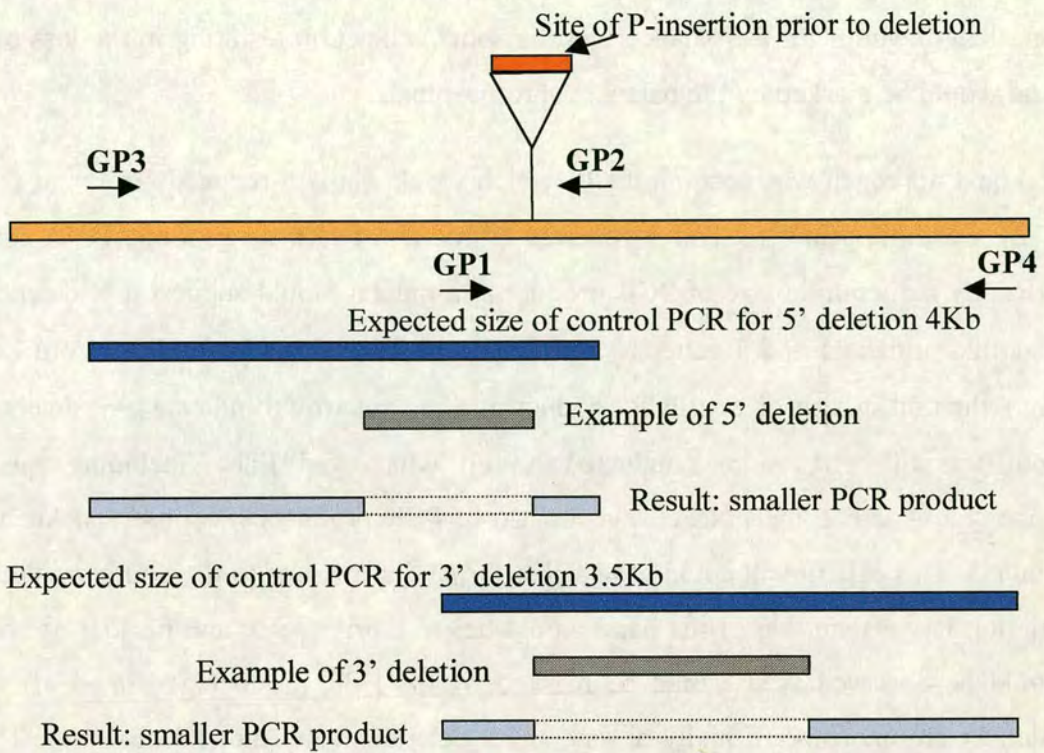 Site of P-insertion prior to deletion
GP3
GP2
GP1
GP4
Expected size of control PCR for 5' deletion 4Kb
Example of 5' deletion
Result: smaller PCR product
Expected size of control PCR for 3' deletion 3.5Kb
Example of 3' deletion
Result: smaller PCR product